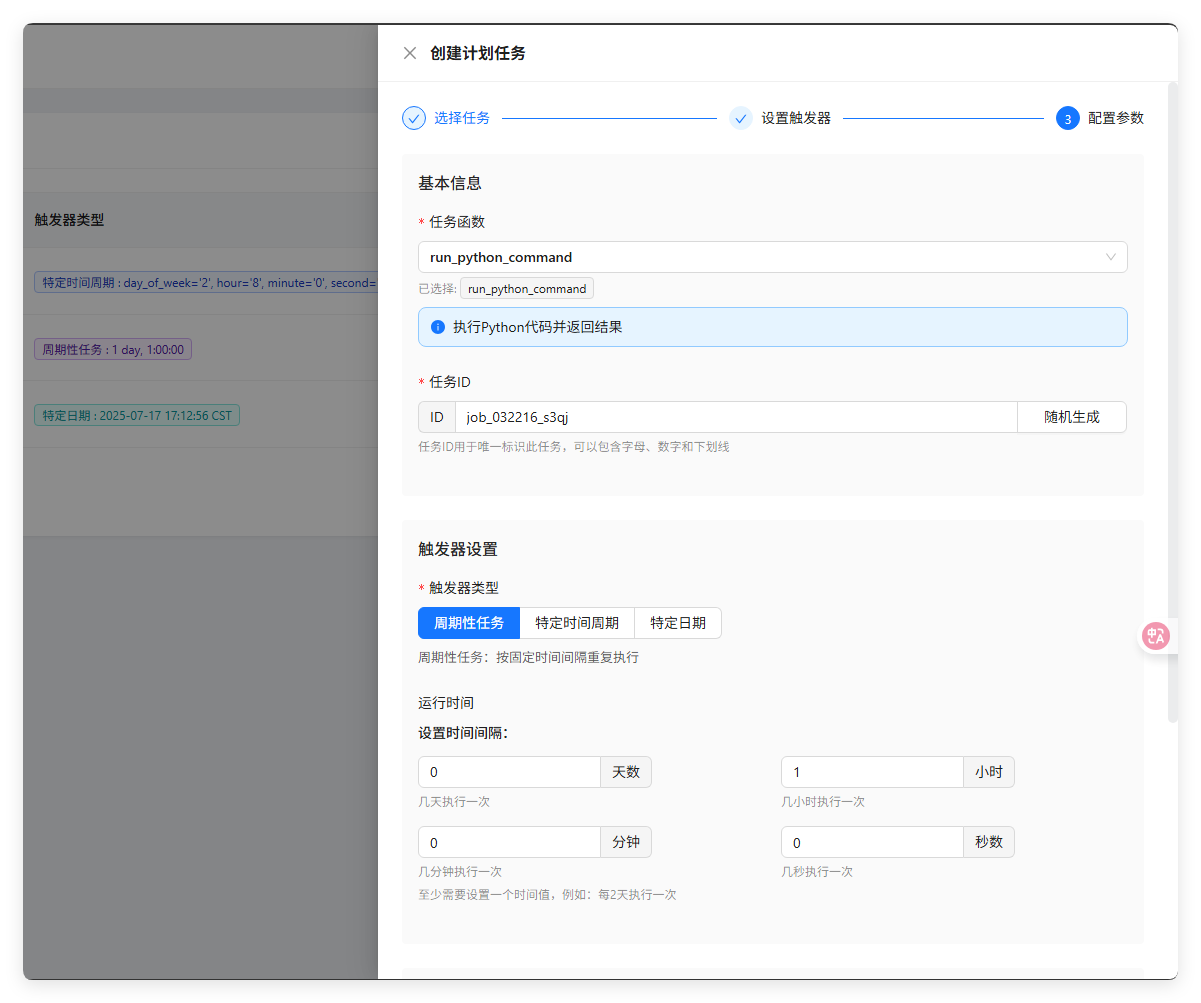 创建计划任务
选择任务
设置触发器
3 配置参数
触发器类型
特定时间周期 : day_of_week='2', hour='8', minute='0', second=
周期性任务 : 1 day, 1:00:00
特定日期 : 2025-07-17 17:12:56 CST
基本信息
* 任务函数
run_python_command
已选择: run_python_command
执行Python代码并返回结果
* 任务ID
ID job_032216_s3qj 随机生成
任务ID用于唯一标识此任务，可以包含字母、数字和下划线
触发器设置
* 触发器类型
周期性任务 特定时间周期 特定日期
周期性任务：按固定时间间隔重复执行
运行时间
设置时间间隔：
0 天数 1 小时
几天执行一次 几小时执行一次
0 分钟 0 秒数
几分钟执行一次 几秒执行一次
至少需要设置一个时间值，例如：每2天执行一次
中A